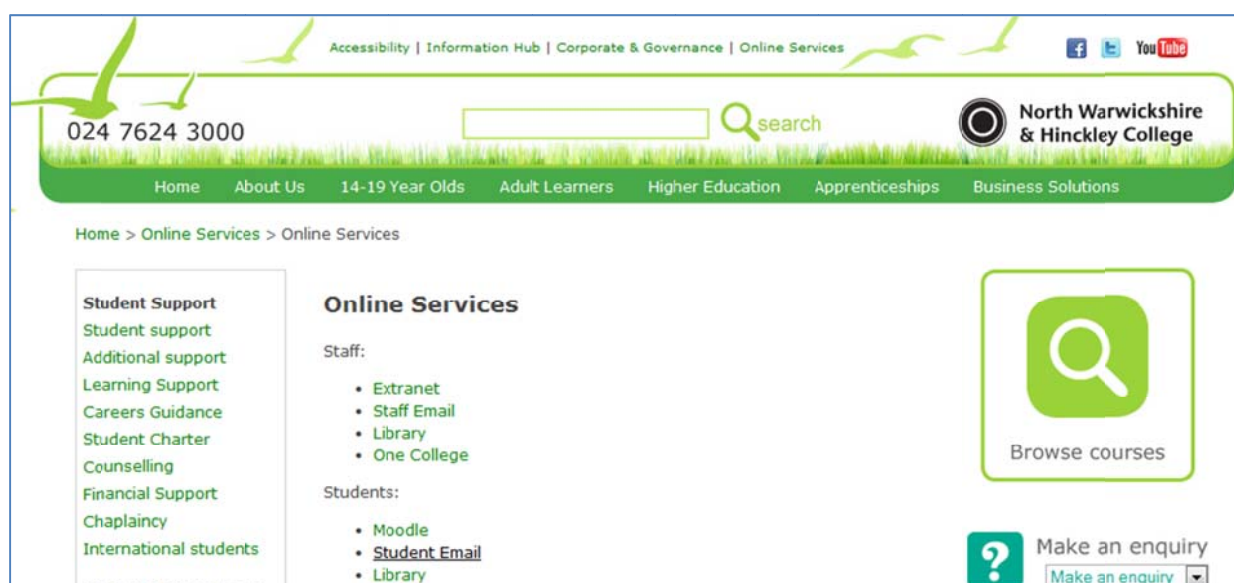 Accessibility | Information Hub | Corporate & Governance | Online Services
f
t
You Tube
024 7624 3000
search
North Warwickshire
& Hinckley College
Home About Us 14-19 Year Olds Adult Learners Higher Education Apprenticeships Business Solutions
Home > Online Services > Online Services
Student Support
Student support
Additional support
Learning Support
Careers Guidance
Student Charter
Counselling
Financial Support
Chaplaincy
International students
Online Services
Staff:
• Extranet
• Staff Email
• Library
• One College
Students:
• Moodle
• Student Email
• Library
Browse courses
?
Make an enquiry
Make an enquiry